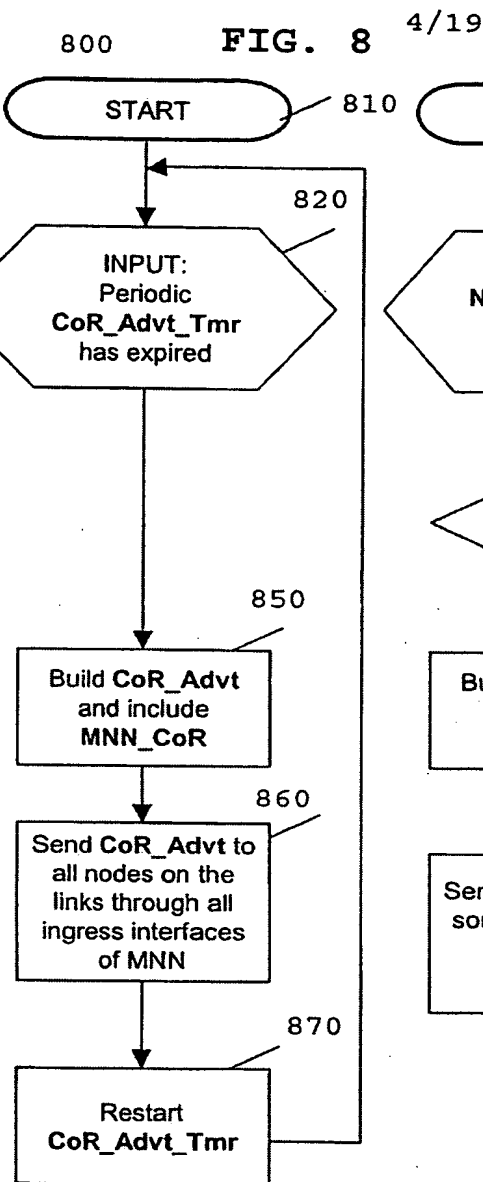 800
FIG. 8
4/19
START
810
820
INPUT:
Periodic
CoR_Advt_Tmr
has expired
N
850
Build CoR_Advt
and include
MNN_CoR
Bu
860
Send CoR_Advt to
all nodes on the
links through all
ingress interfaces
of MNN
Ser
sor
870
Restart
CoR_Advt_Tmr